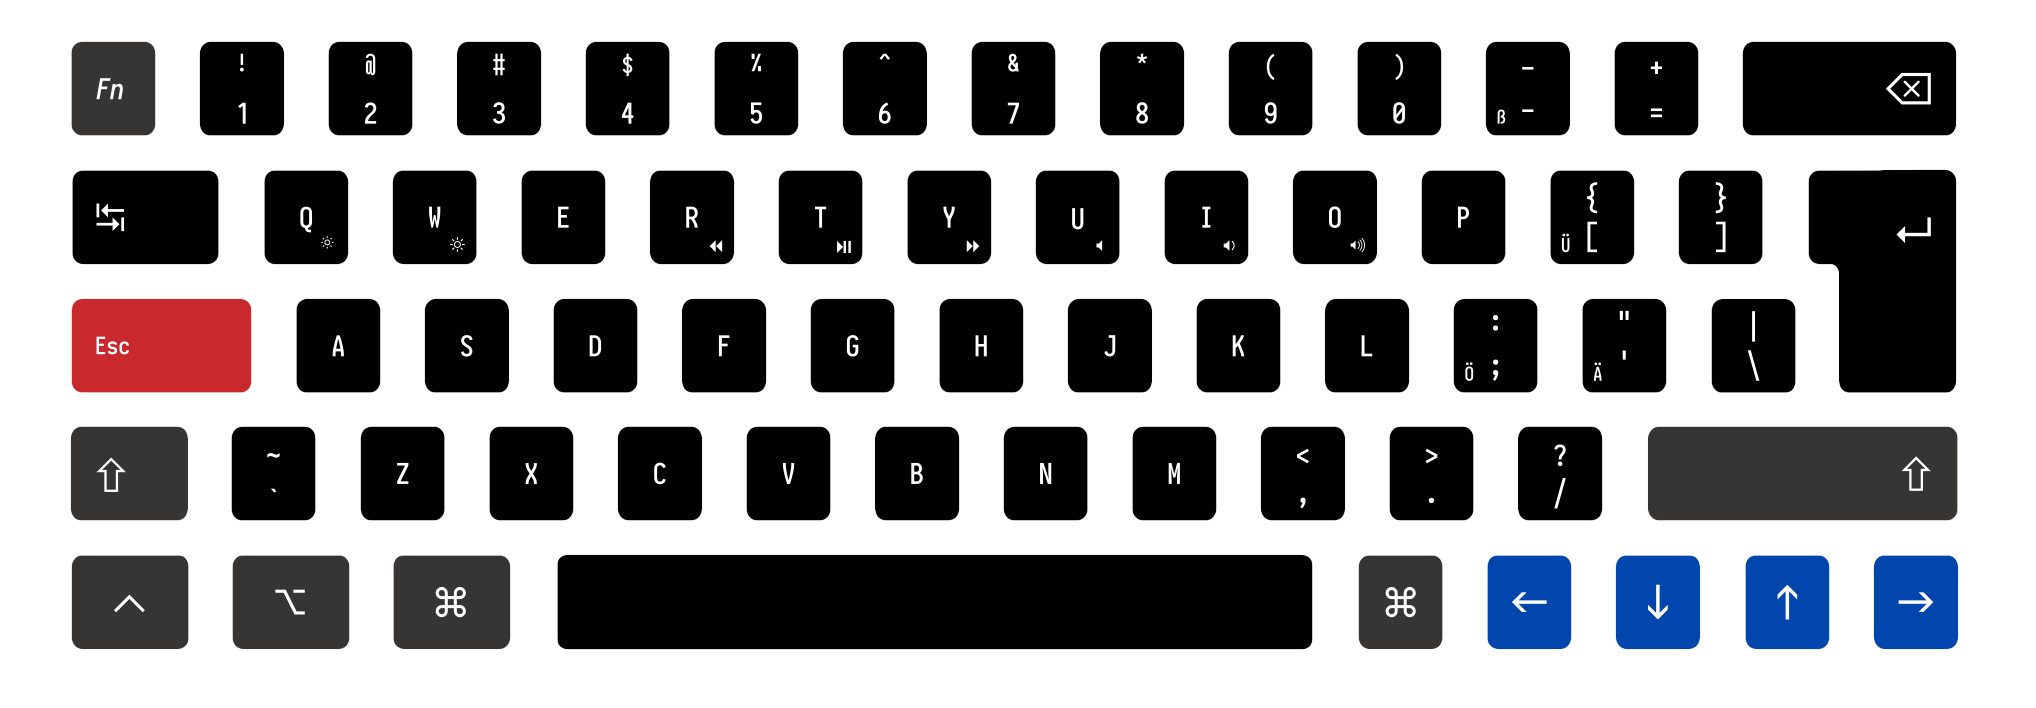 Fn ! @ # $ % ^ & * ( ) – +
1 2 3 4 5 6 7 8 9 0 ß – = ⌫
⇤⇥ Q W E R T Y U I O P { }
Ü [ ] ↵
Esc A S D F G H J K L : " |
Ö ; Ä ' \
⇧ ~ Z X C V B N M < > ? ⇧
` , . /
^ ⌥ ⌘ ⌘ ← ↓ ↑ →